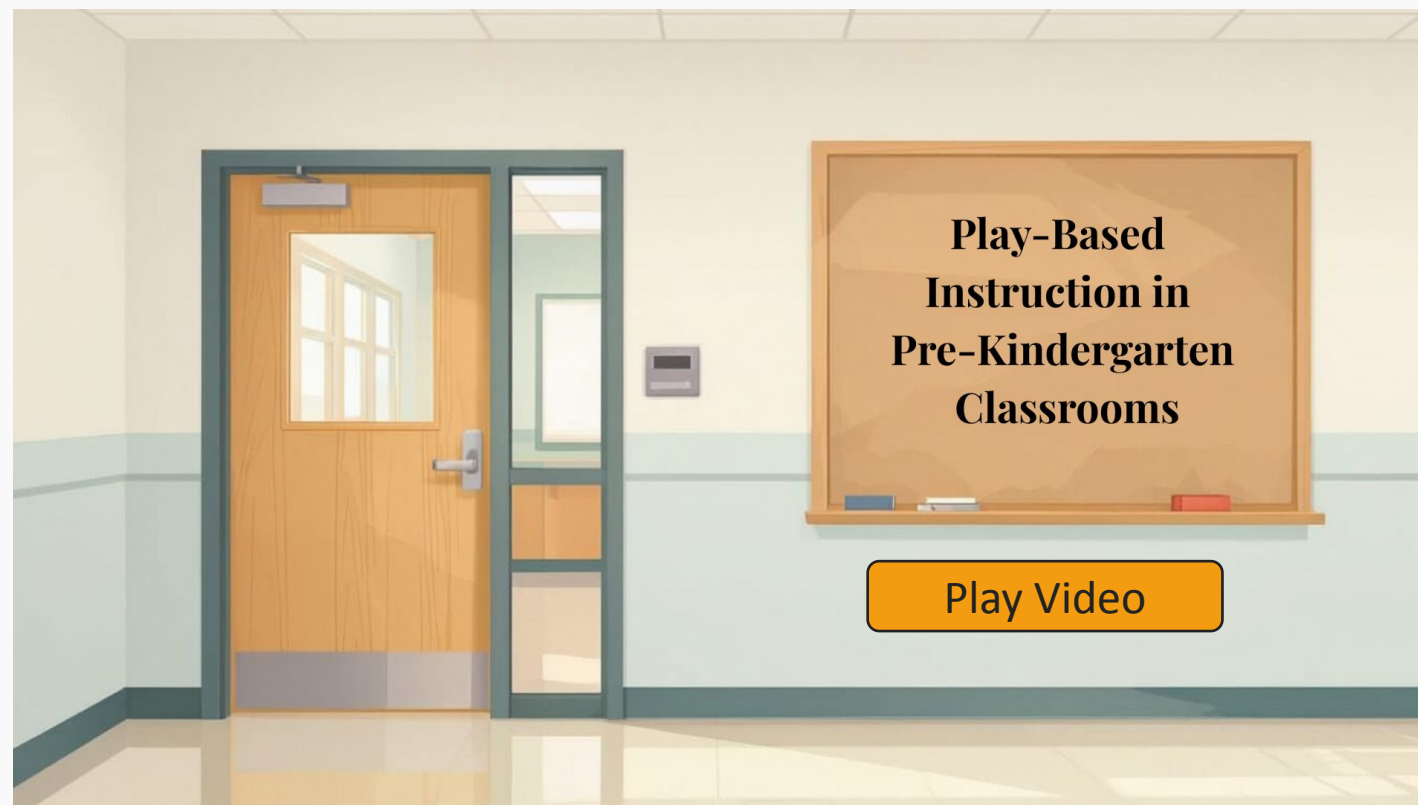 Play-Based
Instruction in
Pre-Kindergarten
Classrooms
Play Video